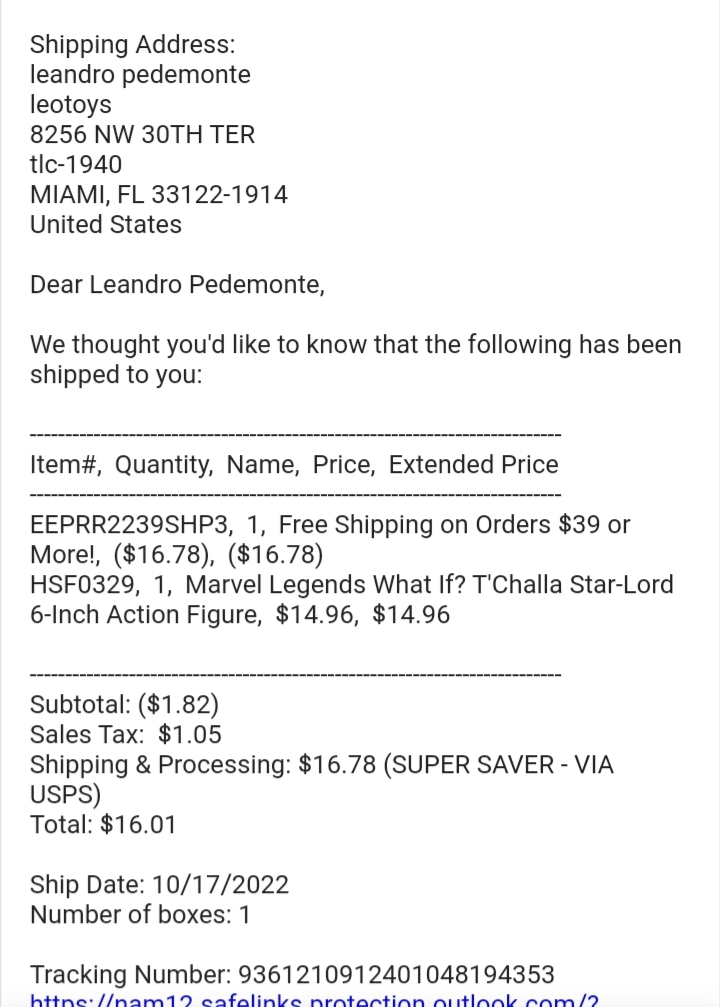 Shipping Address:
leandro pedemonte
leotoys
8256 NW 30TH TER
tlc-1940
MIAMI, FL 33122-1914
United States
Dear Leandro Pedemonte,
We thought you'd like to know that the following has been
shipped to you:
----------------------------------------------------------------------------
Item#,  Quantity,  Name,  Price,  Extended Price
----------------------------------------------------------------------------
EEPRR2239SHP3,  1,  Free Shipping on Orders $39 or
More!,  ($16.78),  ($16.78)
HSF0329,  1,  Marvel Legends What If? T'Challa Star-Lord
6-Inch Action Figure,  $14.96,  $14.96
----------------------------------------------------------------------------
Subtotal: ($1.82)
Sales Tax:  $1.05
Shipping & Processing: $16.78 (SUPER SAVER - VIA
USPS)
Total: $16.01
Ship Date: 10/17/2022
Number of boxes: 1
Tracking Number: 9361210912401048194353
https://nam12.safelinks.protection.outlook.com/?